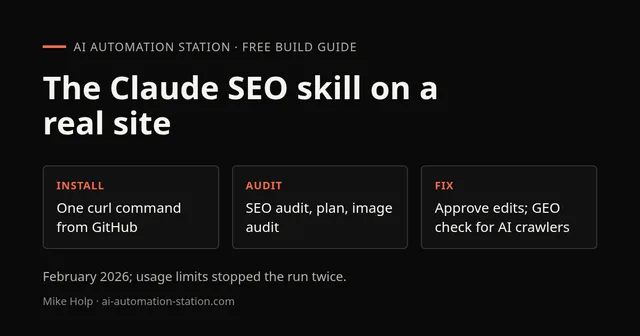 AI AUTOMATION STATION · FREE BUILD GUIDE
The Claude SEO skill on a
real site
INSTALL
One curl command
from GitHub
AUDIT
SEO audit, plan, image
audit
FIX
Approve edits; GEO
check for AI crawlers
February 2026; usage limits stopped the run twice.
Mike Holp · ai-automation-station.com